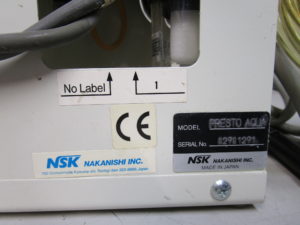 No Label
1
CE
NSK NAKANISHI INC.
MODEL PRESTO AQUA
SERIAL No.
NSK NAKANISHI INC.
MADE IN JAPAN